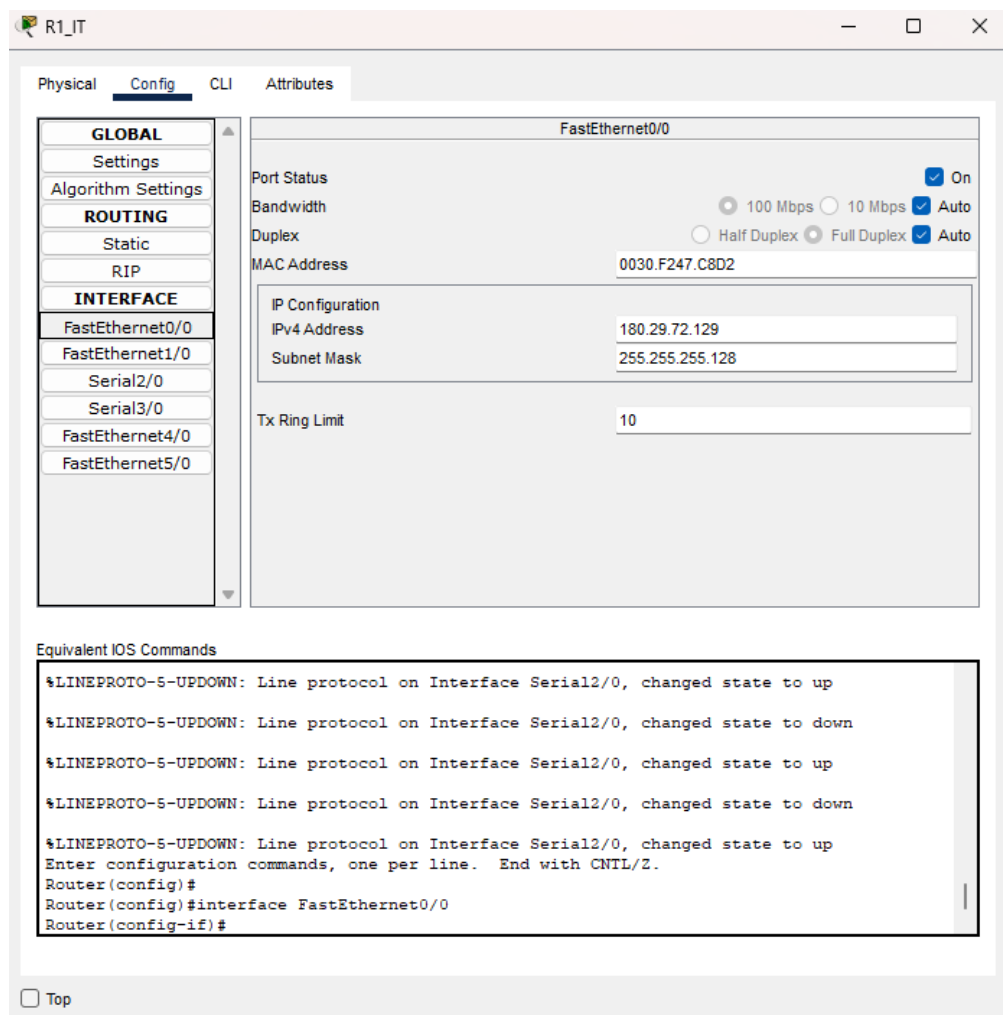 R1_IT
Physical Config CLI Attributes
GLOBAL
Settings
Algorithm Settings
ROUTING
Static
RIP
INTERFACE
FastEthernet0/0
FastEthernet1/0
Serial2/0
Serial3/0
FastEthernet4/0
FastEthernet5/0
FastEthernet0/0
Port Status On
Bandwidth 100 Mbps 10 Mbps Auto
Duplex Half Duplex Full Duplex Auto
MAC Address 0030.F247.C8D2
IP Configuration
IPv4 Address 180.29.72.129
Subnet Mask 255.255.255.128
Tx Ring Limit 10
Equivalent IOS Commands
%LINEPROTO-5-UPDOWN: Line protocol on Interface Serial2/0, changed state to up
%LINEPROTO-5-UPDOWN: Line protocol on Interface Serial2/0, changed state to down
%LINEPROTO-5-UPDOWN: Line protocol on Interface Serial2/0, changed state to up
%LINEPROTO-5-UPDOWN: Line protocol on Interface Serial2/0, changed state to down
%LINEPROTO-5-UPDOWN: Line protocol on Interface Serial2/0, changed state to up
Enter configuration commands, one per line.  End with CNTL/Z.
Router(config)#
Router(config)#interface FastEthernet0/0
Router(config-if)#
Top